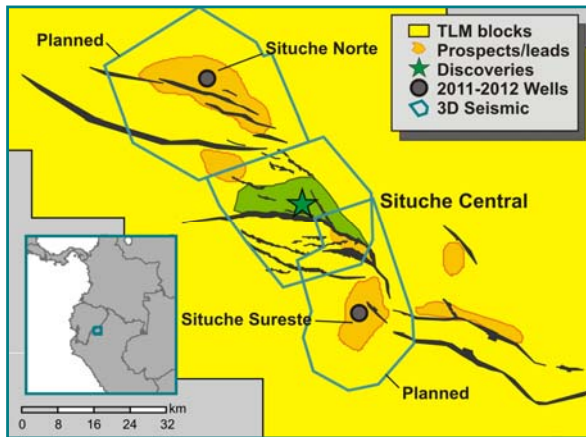 Planned
Situche Norte
TLM blocks
Prospects/leads
Discoveries
2011-2012 Wells
3D Seismic
Situche Central
Situche Sureste
Planned
km
0 8 16 24 32